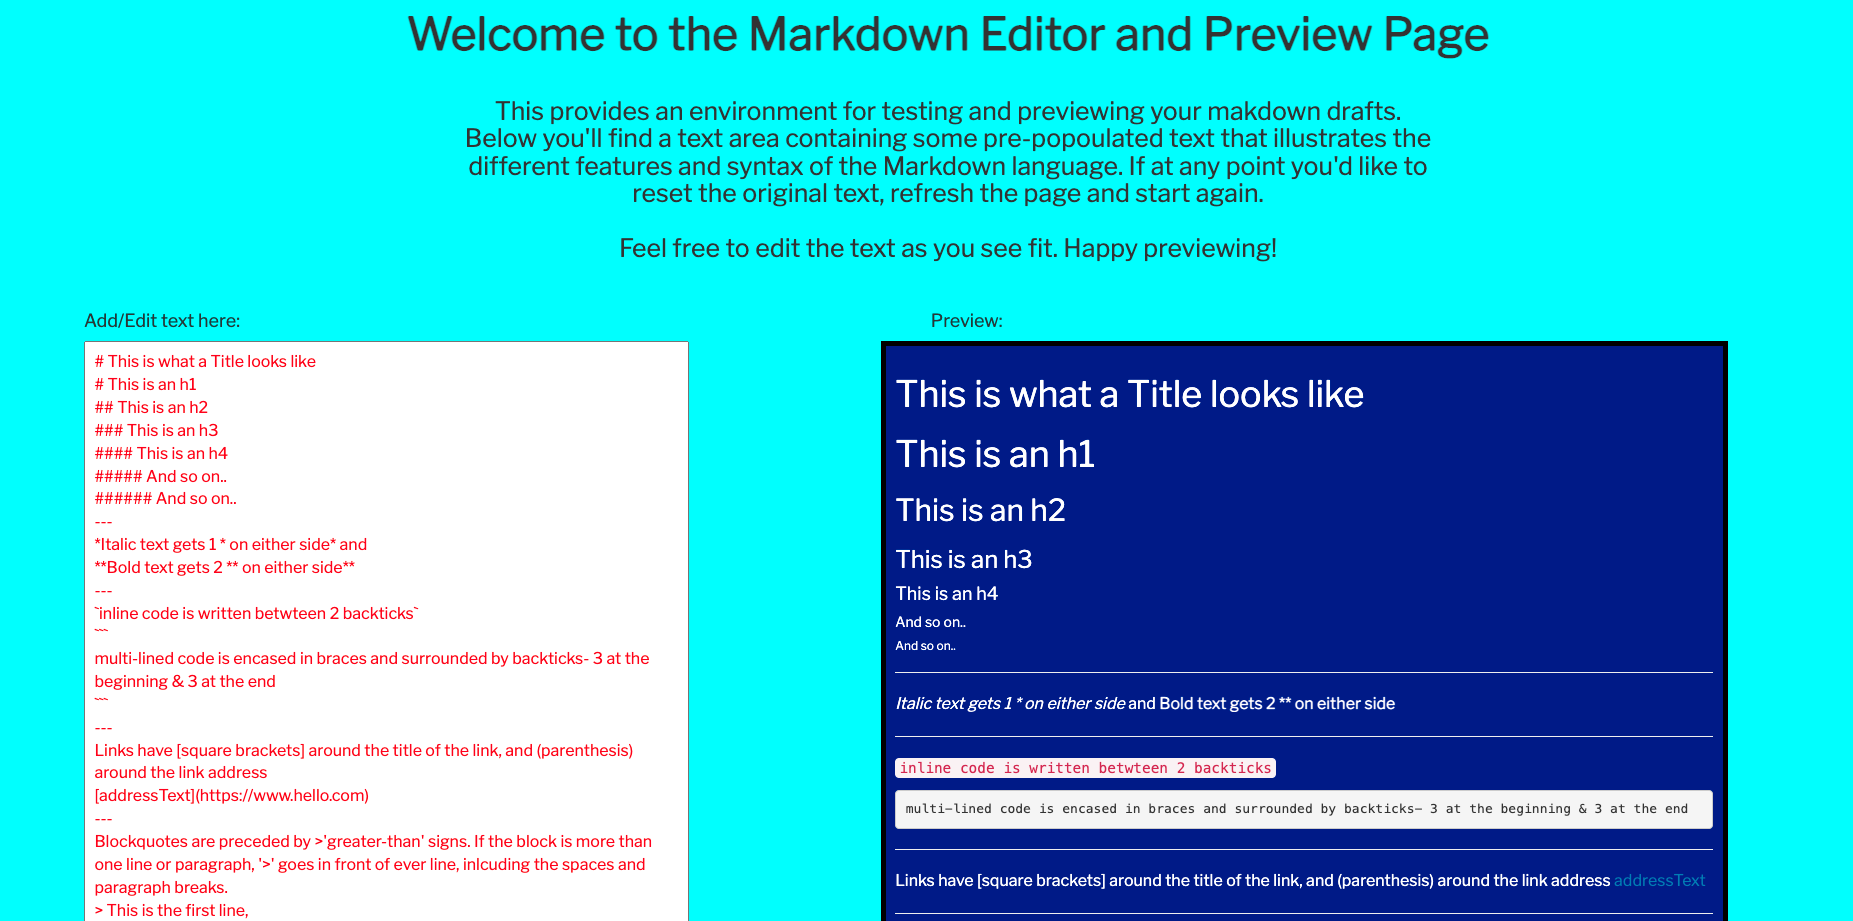 Welcome to the Markdown Editor and Preview Page
This provides an environment for testing and previewing your makdown drafts.
Below you'll find a text area containing some pre-popoulated text that illustrates the
different features and syntax of the Markdown language. If at any point you'd like to
reset the original text, refresh the page and start again.
Feel free to edit the text as you see fit. Happy previewing!
Add/Edit text here:
# This is what a Title looks like
# This is an h1
## This is an h2
### This is an h3
#### This is an h4
##### And so on..
###### And so on..
---
*Italic text gets 1 * on either side* and
**Bold text gets 2 ** on either side**
---
`inline code is written betwteen 2 backticks`
```
multi-lined code is encased in braces and surrounded by backticks- 3 at the
beginning & 3 at the end
```
---
Links have [square brackets] around the title of the link, and (parenthesis)
around the link address
[addressText](https://www.hello.com)
---
Blockquotes are preceded by >'greater-than' signs. If the block is more than
one line or paragraph, '>' goes in front of ever line, inlcuding the spaces and
paragraph breaks.
> This is the first line,
Preview:
This is what a Title looks like
This is an h1
This is an h2
This is an h3
This is an h4
And so on..
And so on..
Italic text gets 1 * on either side and Bold text gets 2 ** on either side
inline code is written betwteen 2 backticks
multi-lined code is encased in braces and surrounded by backticks- 3 at the beginning & 3 at the end
Links have [square brackets] around the title of the link, and (parenthesis) around the link address addressText